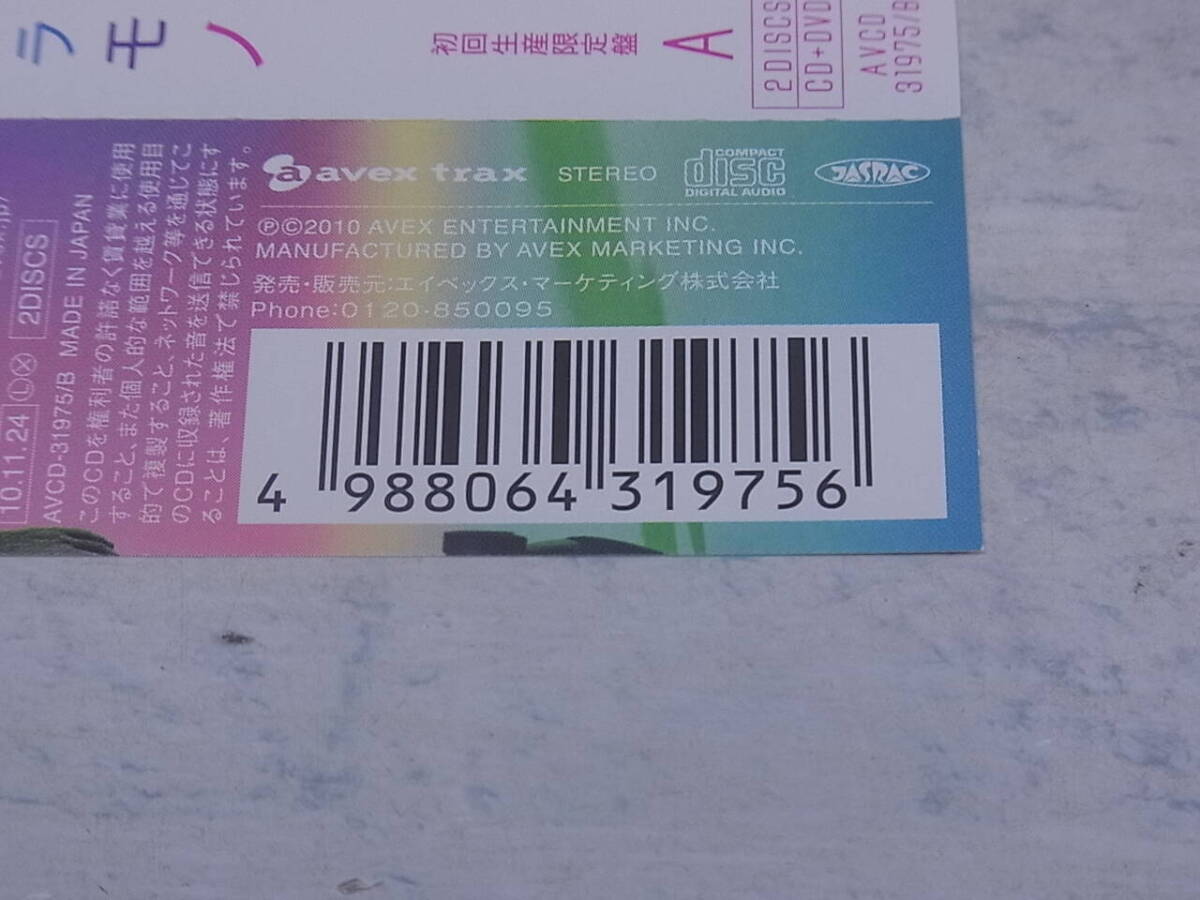 ラモノ
初回生産限定盤
A
2DISCS
CD+DVD
AVCD
31975/B
10.11.24 Ⓛ Ⓧ 2DISCS
AVCD-31975/B MADE IN JAPAN
このCDを権利者の許諾なく賃貸業に使用
すること、また個人的な範囲を越える使用目
的で複製すること、ネットワーク等を通じてこ
のCDに収録された音を送信できる状態にす
ることは、著作権法で禁じられています。
avex trax STEREO COMPACT disc DIGITAL AUDIO JASRAC
℗©2010 AVEX ENTERTAINMENT INC.
MANUFACTURED BY AVEX MARKETING INC.
発売・販売元:エイベックス・マーケティング株式会社
Phone:0120-850095
4 988064 319756